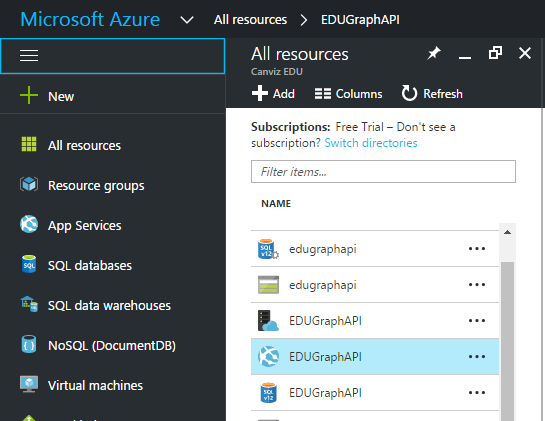 Microsoft Azure All resources > EDUGraphAPI
New
All resources
Resource groups
App Services
SQL databases
SQL data warehouses
NoSQL (DocumentDB)
Virtual machines
All resources
Canviz EDU
Add Columns Refresh
Subscriptions: Free Trial – Don't see a
subscription? Switch directories
Filter items...
NAME
edugraphapi
edugraphapi
EDUGraphAPI
EDUGraphAPI
EDUGraphAPI